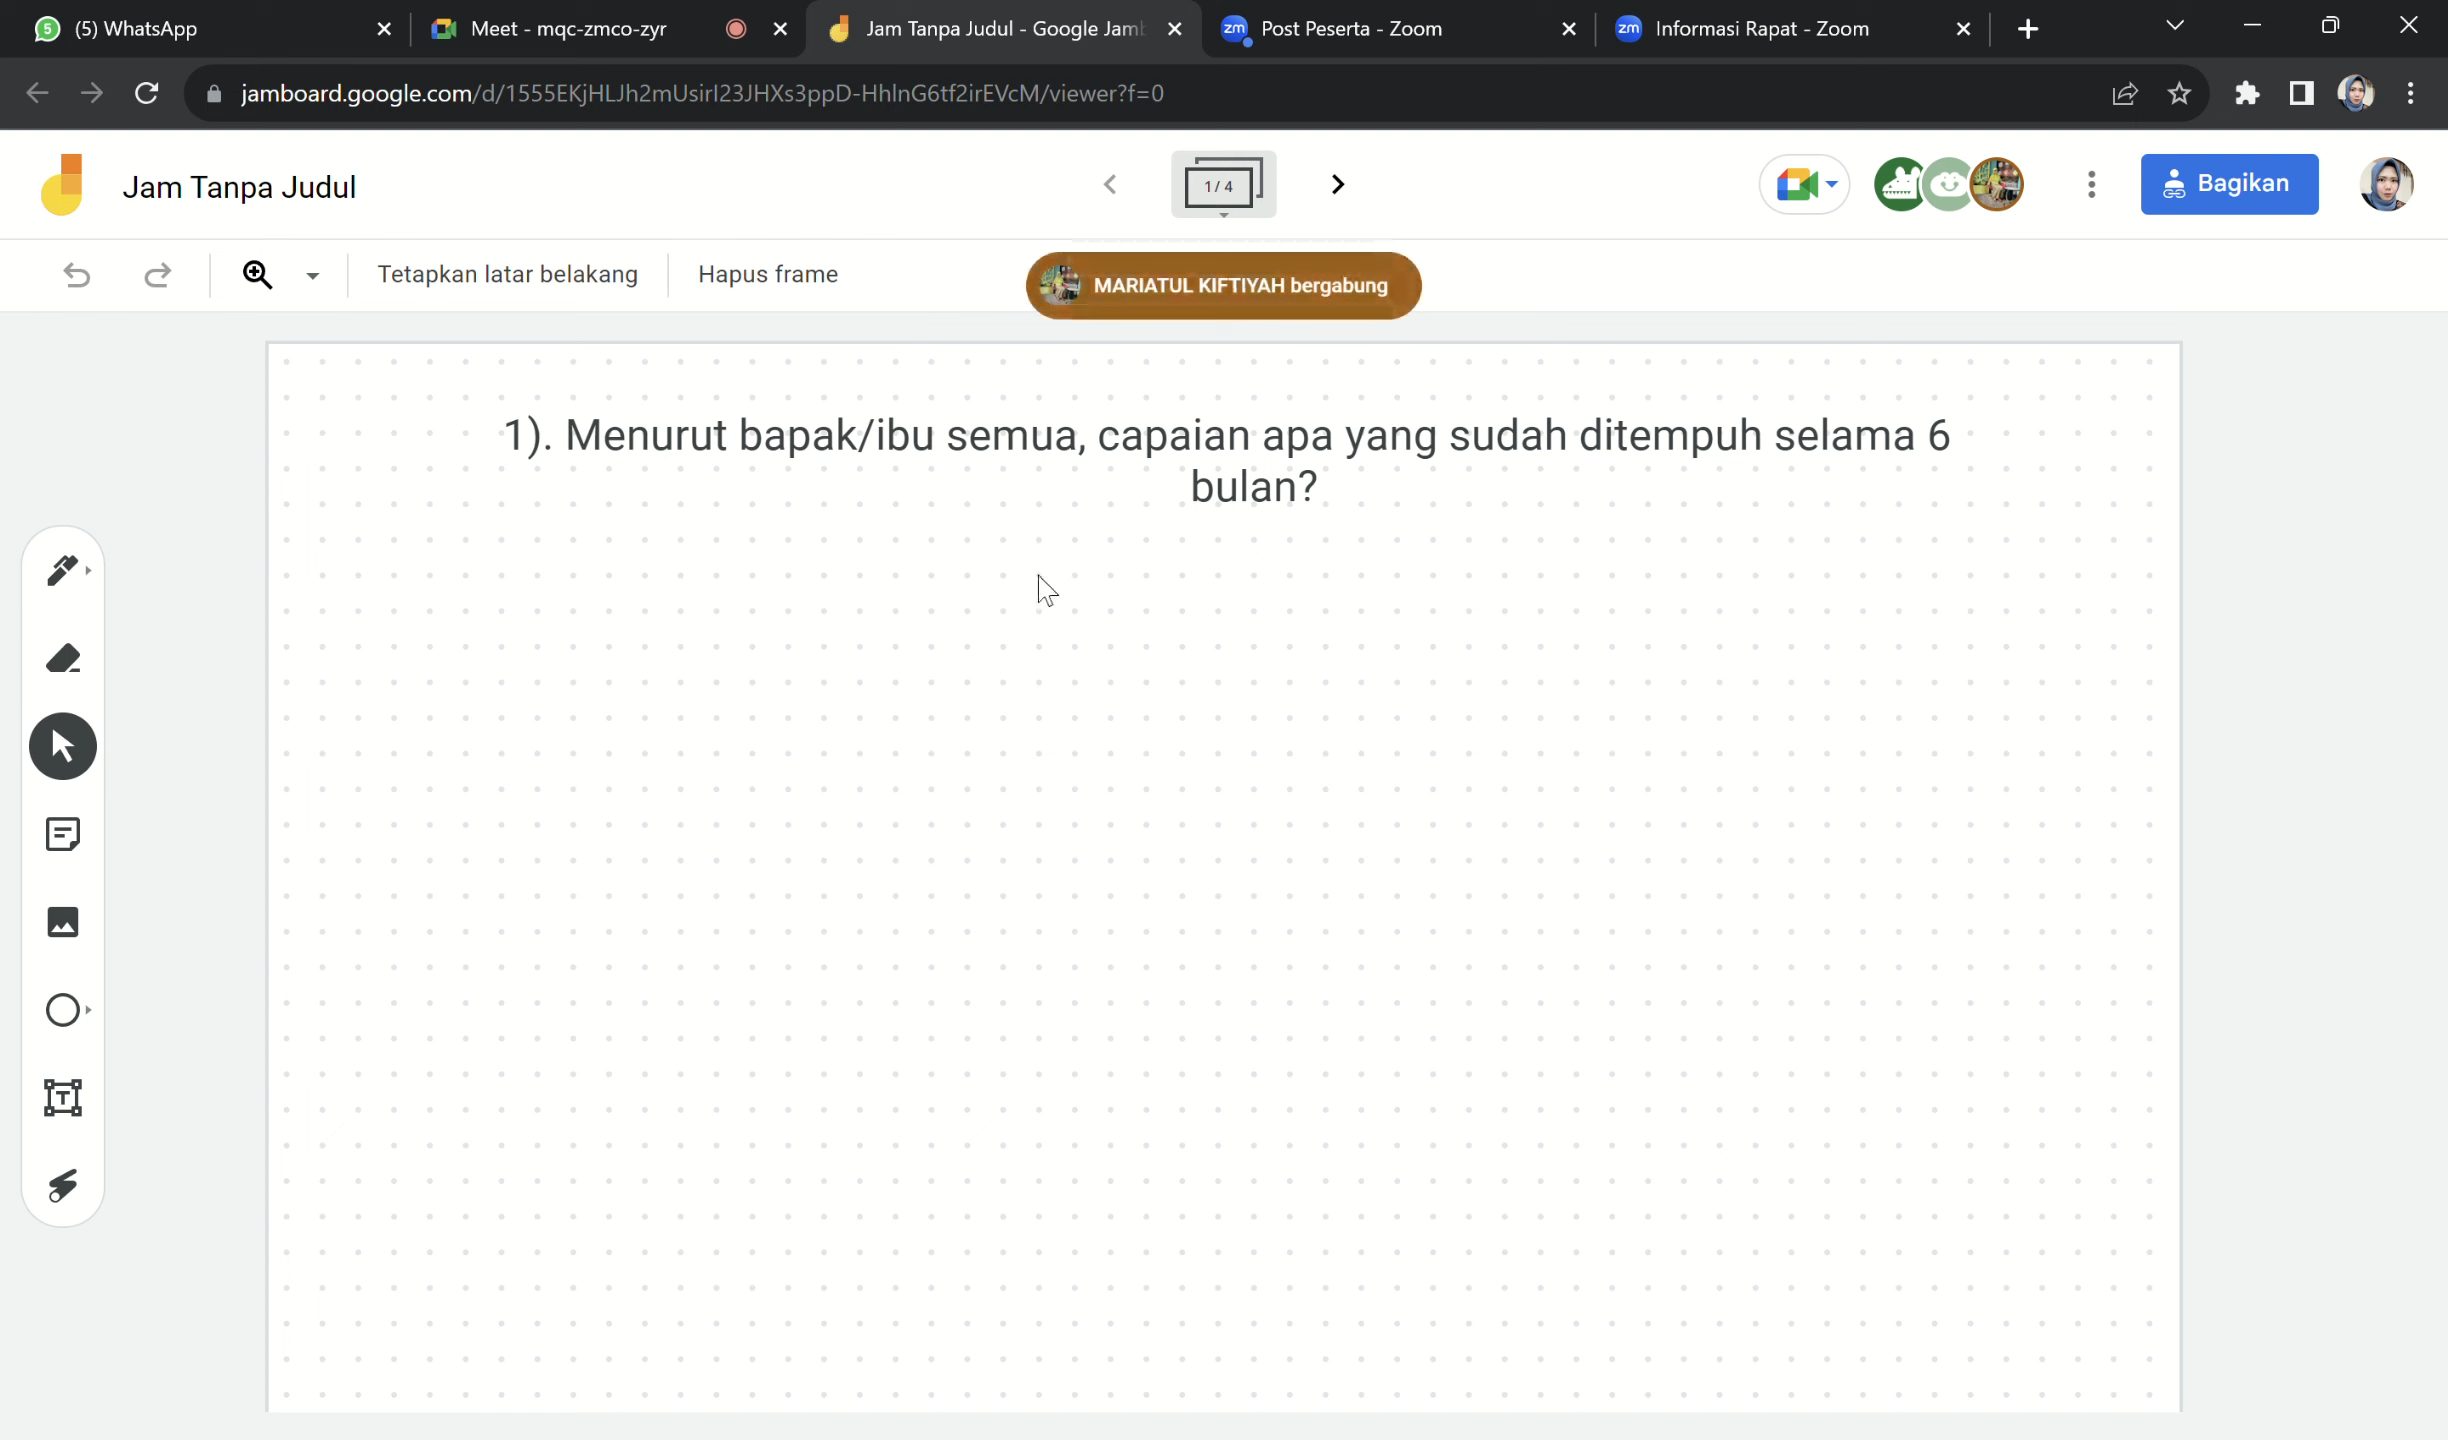 (5) WhatsApp
Meet - mqc-zmco-zyr
Jam Tanpa Judul - Google Jamb
Post Peserta - Zoom
Informasi Rapat - Zoom
jamboard.google.com/d/1555EKjHLJh2mUsirI23JHXs3ppD-HhlnG6tf2irEVcM/viewer?f=0
Jam Tanpa Judul
1 / 4
Bagikan
Tetapkan latar belakang
Hapus frame
MARIATUL KIFTIYAH bergabung
1). Menurut bapak/ibu semua, capaian apa yang sudah ditempuh selama 6
bulan?